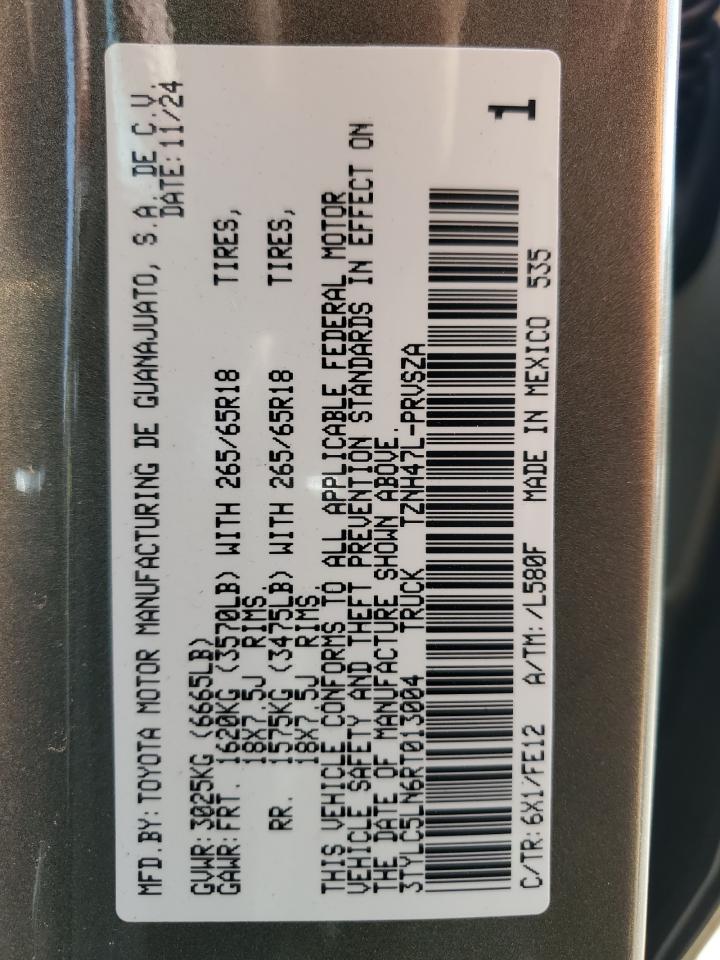 MFD.BY: TOYOTA MOTOR MANUFACTURING DE GUANAJUATO, S.A. DE C.V.
DATE: 11/24
GVWR: 3025KG (6665LB)
GAWR: FRT. 1620KG (3570LB) WITH 265/65R18 TIRES,
18X7.5J RIMS.
RR. 1575KG (3475LB) WITH 265/65R18 TIRES,
18X7.5J RIMS.
THIS VEHICLE CONFORMS TO ALL APPLICABLE FEDERAL MOTOR
VEHICLE SAFETY AND THEFT PREVENTION STANDARDS IN EFFECT ON
THE DATE OF MANUFACTURE SHOWN ABOVE.
3TYLC5LN6RT013004 TRUCK TZNH47L-PRVSZA
1
C/TR: 6X1/FE12 A/TM: /L580F MADE IN MEXICO 535